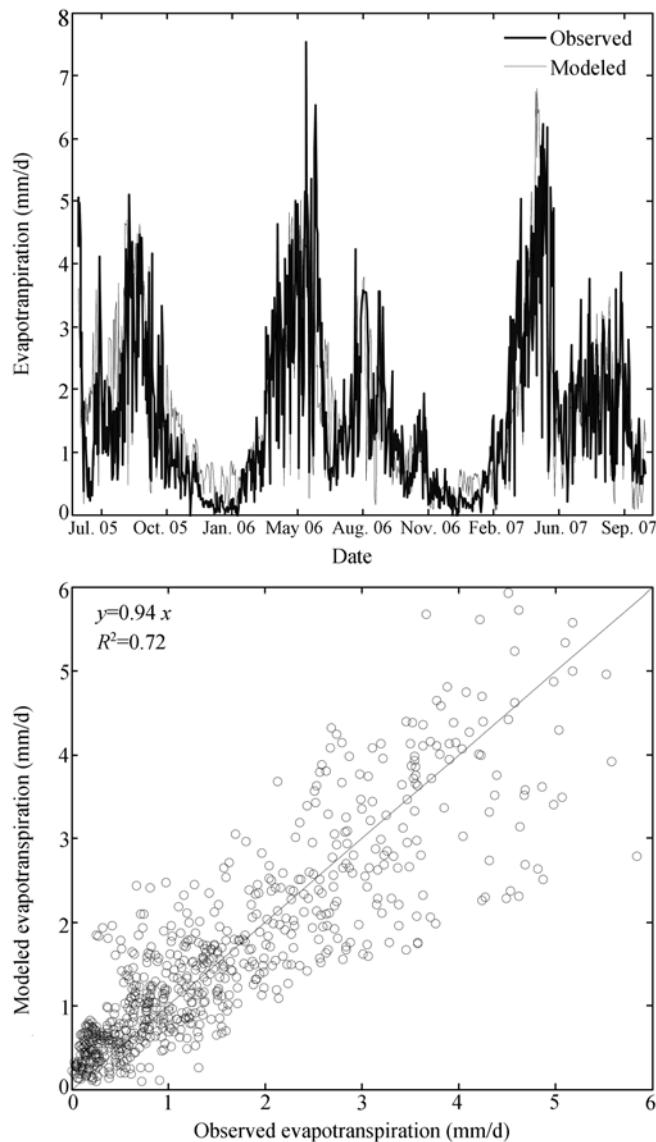 8
7
6
5
4
3
2
1
0
Evapotranpiration (mm/d)
Observed
Modeled
Jul. 05 Oct. 05 Jan. 06 May 06 Aug. 06 Nov. 06 Feb. 07 Jun. 07 Sep. 07
Date
6
5
4
3
2
1
0
Modeled evapotranspiration (mm/d)
y=0.94 x
R²=0.72
0 1 2 3 4 5 6
Observed evapotranspiration (mm/d)